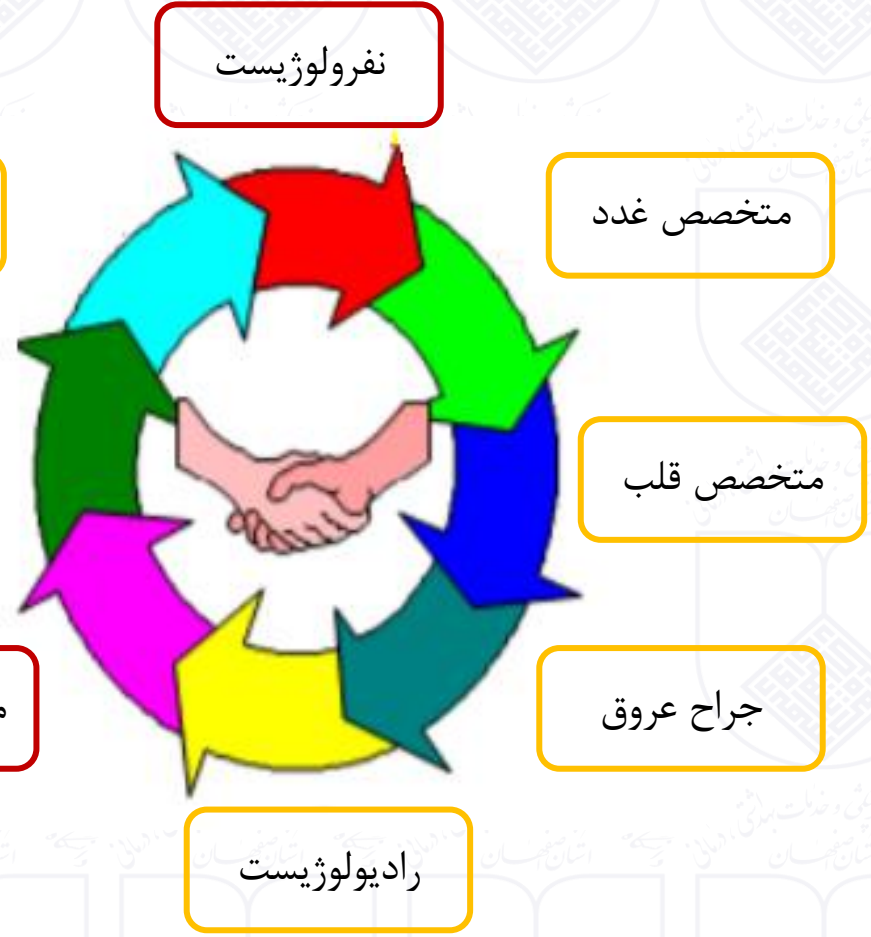 نفرولوژیست
متخصص غدد
متخصص قلب
جراح عروق
رادیولوژیست